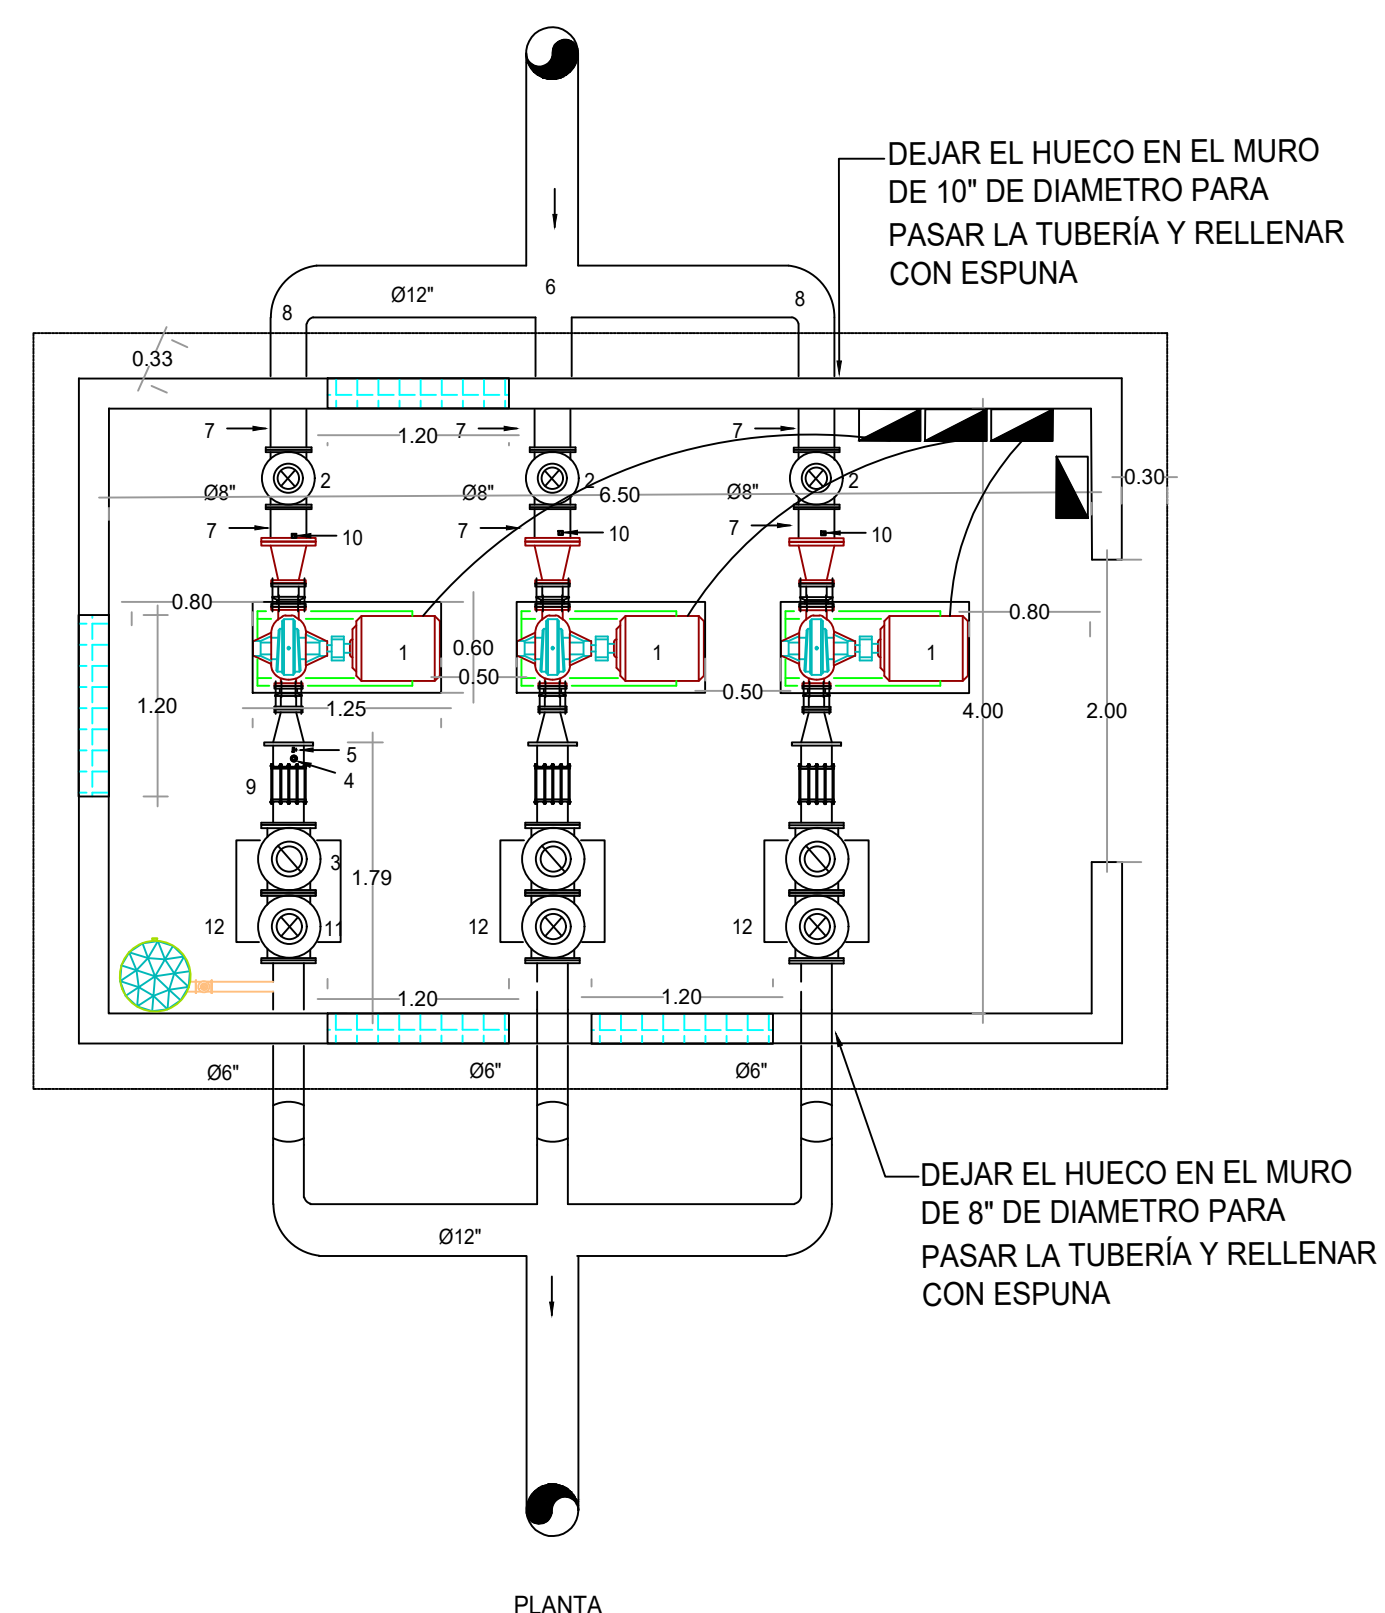 DEJAR EL HUECO EN EL MURO
DE 10" DE DIAMETRO PARA
PASAR LA TUBERÍA Y RELLENAR
CON ESPUNA
6
Ø12"
8
8
0.33
7
1.20
7
7
2
2
2
0.30
Ø8"
Ø8"
6.50
Ø8"
7
10
7
10
7
10
0.80
0.80
1
0.60
1
1
0.50
0.50
1.20
1.25
4.00
2.00
5
4
9
3
1.79
12
11
12
12
1.20
1.20
Ø6"
Ø6"
Ø6"
DEJAR EL HUECO EN EL MURO
DE 8" DE DIAMETRO PARA
PASAR LA TUBERÍA Y RELLENAR
CON ESPUNA
Ø12"
PLANTA